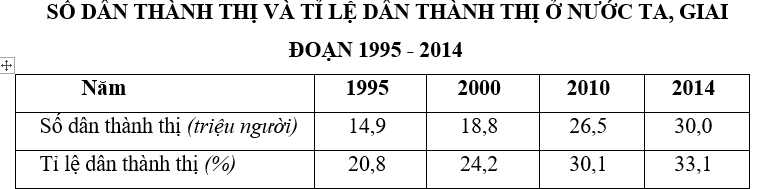 SỐ DÂN THÀNH THỊ VÀ TỈ LỆ DÂN THÀNH THỊ Ở NƯỚC TA, GIAI
ĐOẠN 1995 - 2014
Năm 1995 2000 2010 2014
Số dân thành thị (triệu người) 14,9 18,8 26,5 30,0
Tỉ lệ dân thành thị (%) 20,8 24,2 30,1 33,1